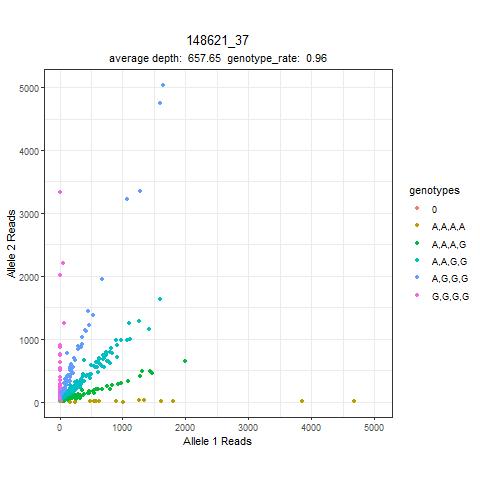 148621_37
average depth:  657.65  genotype_rate:  0.96
5000
4000
3000
2000
1000
0
Allele 2 Reads
0 1000 2000 3000 4000 5000
Allele 1 Reads
genotypes
0
A,A,A,A
A,A,A,G
A,A,G,G
A,G,G,G
G,G,G,G